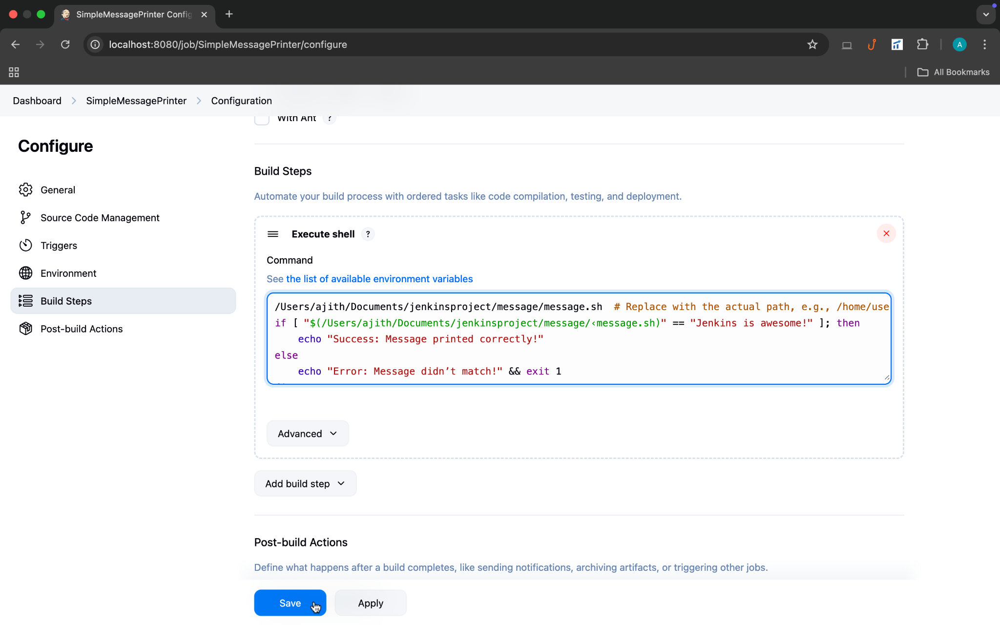 SimpleMessagePrinter Config
localhost:8080/job/SimpleMessagePrinter/configure
A
All Bookmarks
Dashboard
SimpleMessagePrinter
Configuration
With Ant ?
Configure
General
Source Code Management
Triggers
Environment
Build Steps
Post-build Actions
Build Steps
Automate your build process with ordered tasks like code compilation, testing, and deployment.
Execute shell ?
Command
See the list of available environment variables
/Users/ajith/Documents/jenkinsproject/message/message.sh  # Replace with the actual path, e.g., /home/use
if [ "$(/Users/ajith/Documents/jenkinsproject/message/‹message.sh)" == "Jenkins is awesome!" ]; then
    echo "Success: Message printed correctly!"
else
    echo "Error: Message didn’t match!" && exit 1
Advanced
Add build step
Post-build Actions
Define what happens after a build completes, like sending notifications, archiving artifacts, or triggering other jobs.
Save
Apply